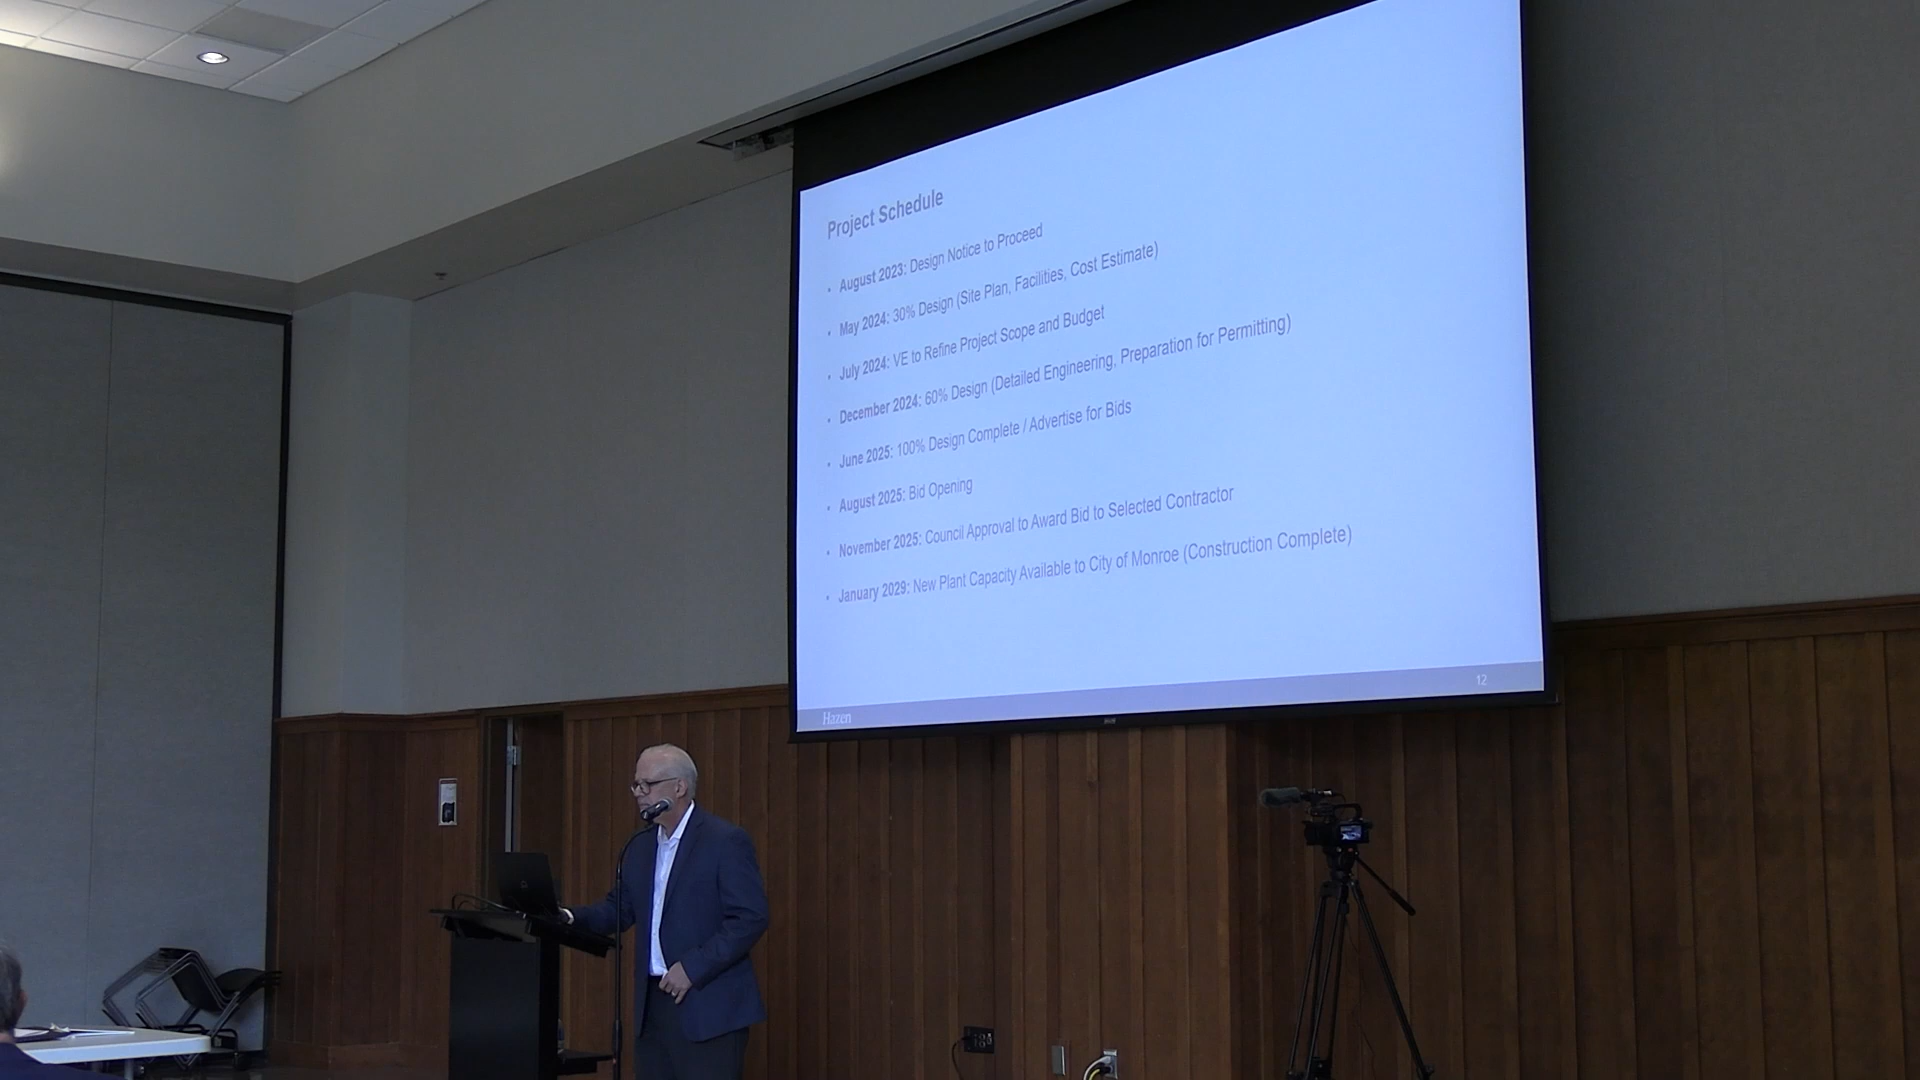 Project Schedule
• August 2023: Design Notice to Proceed
• May 2024: 30% Design (Site Plan, Facilities, Cost Estimate)
• July 2024: VE to Refine Project Scope and Budget
• December 2024: 60% Design (Detailed Engineering, Preparation for Permitting)
• June 2025: 100% Design Complete / Advertise for Bids
• August 2025: Bid Opening
• November 2025: Council Approval to Award Bid to Selected Contractor
• January 2029: New Plant Capacity Available to City of Monroe (Construction Complete)
Hazen
12